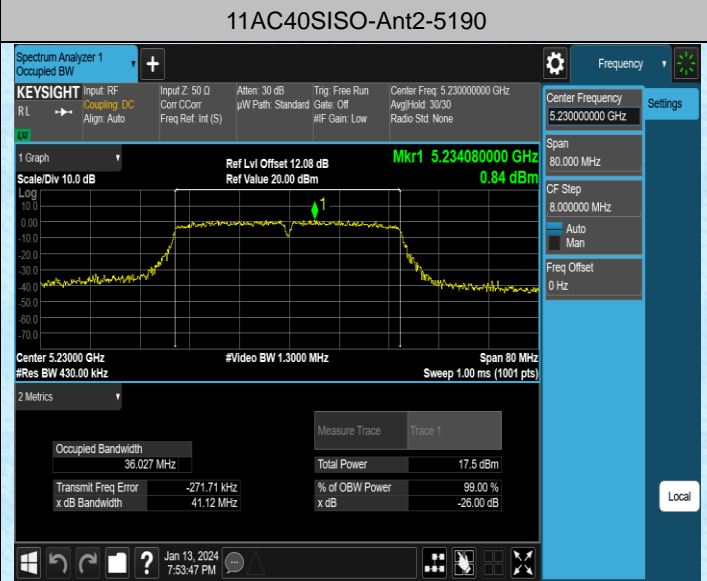 11AC40SISO-Ant2-5190
Spectrum Analyzer 1
Occupied BW
+
Frequency
KEYSIGHT
RL
Input: RF
Coupling: DC
Align: Auto
Input Z: 50 Ω
Corr CCorr
Freq Ref: Int (S)
Atten: 30 dB
µW Path: Standard
Trig: Free Run
Gate: Off
#IF Gain: Low
Center Freq: 5.230000000 GHz
Avg|Hold: 30/30
Radio Std: None
LXI
Center Frequency
5.230000000 GHz
Settings
Span
80.000 MHz
CF Step
8.000000 MHz
Auto
Man
Freq Offset
0 Hz
1 Graph
Ref Lvl Offset 12.08 dB
Mkr1 5.234080000 GHz
Scale/Div 10.0 dB
Ref Value 20.00 dBm
0.84 dBm
Log
10.0
0.00
-10.0
-20.0
-30.0
-40.0
-50.0
-60.0
-70.0
1
Center 5.23000 GHz
#Video BW 1.3000 MHz
Span 80 MHz
#Res BW 430.00 kHz
Sweep 1.00 ms (1001 pts)
2 Metrics
Measure Trace
Trace 1
Occupied Bandwidth
36.027 MHz
Total Power
17.5 dBm
Transmit Freq Error
-271.71 kHz
% of OBW Power
99.00 %
x dB Bandwidth
41.12 MHz
x dB
-26.00 dB
Local
?
Jan 13, 2024
7:53:47 PM